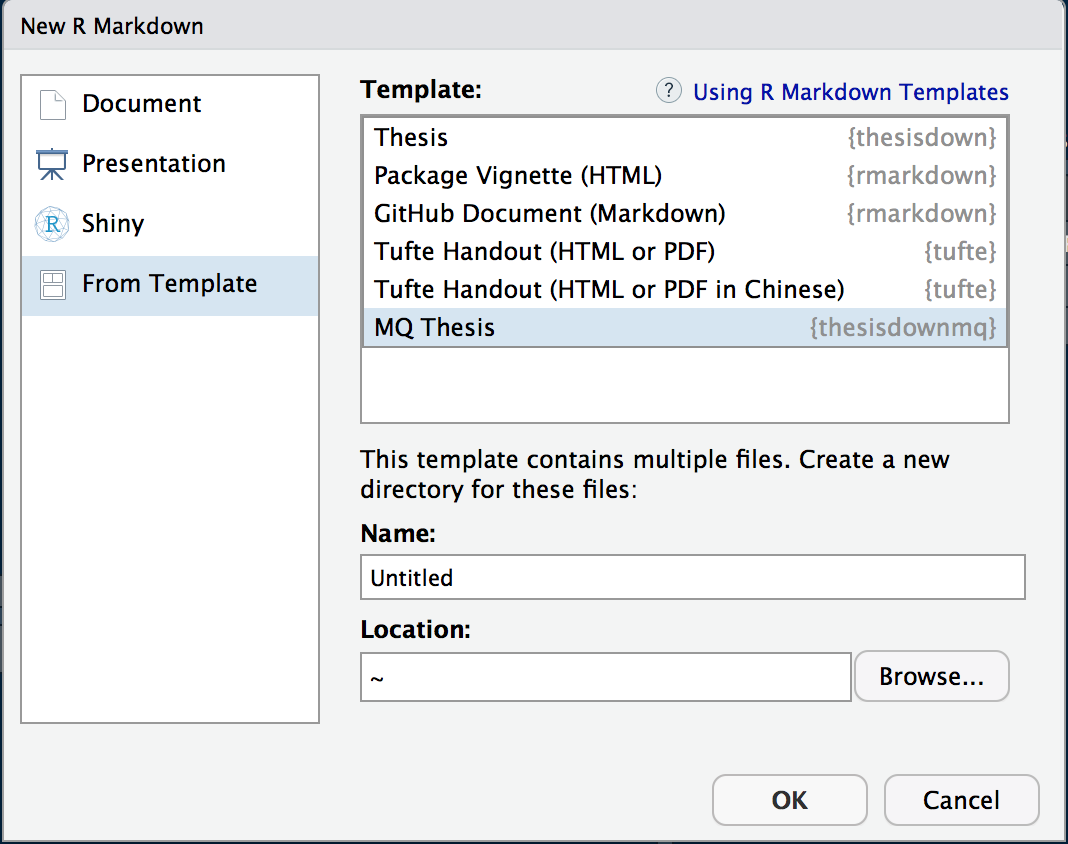 New R Markdown
Document
Presentation
R
Shiny
From Template
Template:
? Using R Markdown Templates
Thesis {thesisdown}
Package Vignette (HTML) {rmarkdown}
GitHub Document (Markdown) {rmarkdown}
Tufte Handout (HTML or PDF) {tufte}
Tufte Handout (HTML or PDF in Chinese) {tufte}
MQ Thesis {thesisdownmq}
This template contains multiple files. Create a new
directory for these files:
Name:
Untitled
Location:
~ Browse...
OK Cancel